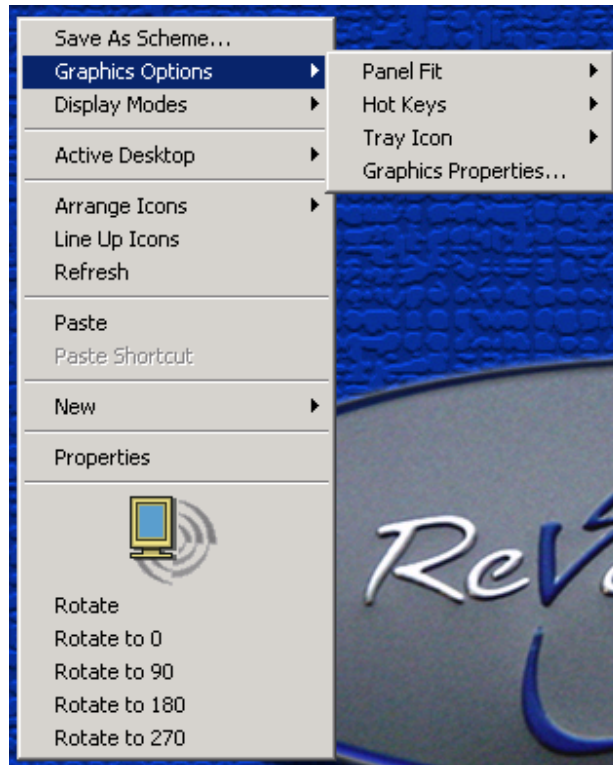 Save As Scheme...
Graphics Options
Display Modes
Active Desktop
Arrange Icons
Line Up Icons
Refresh
Paste
Paste Shortcut
New
Properties
Rotate
Rotate to 0
Rotate to 90
Rotate to 180
Rotate to 270
Panel Fit
Hot Keys
Tray Icon
Graphics Properties...